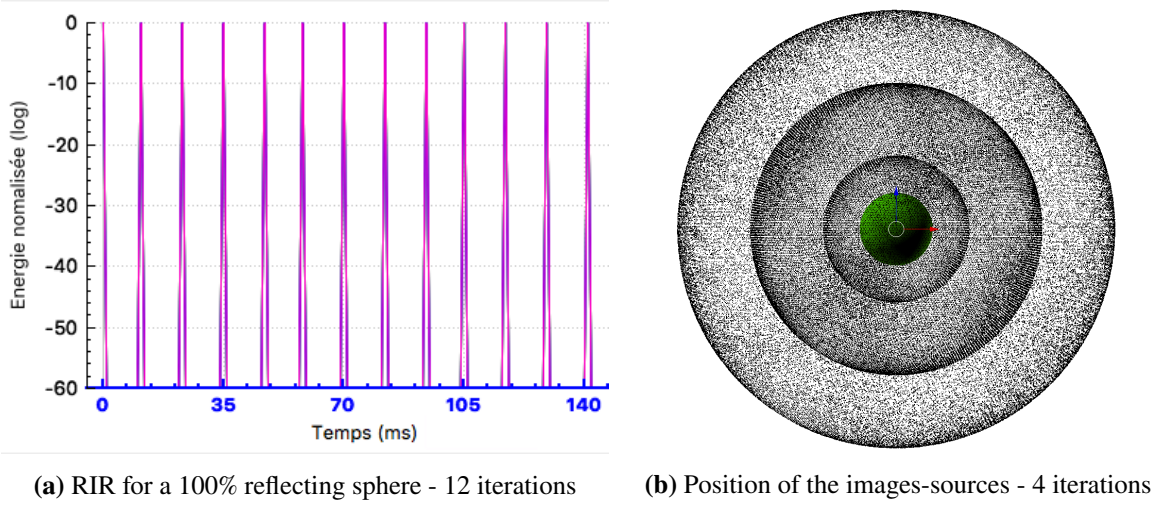 0
-10
-20
-30
-40
-50
-60
Energie nomalisée (log)
0 35 70 105 140
Temps (ms)
(a) RIR for a 100% reflecting sphere - 12 iterations
(b) Position of the images-sources - 4 iterations